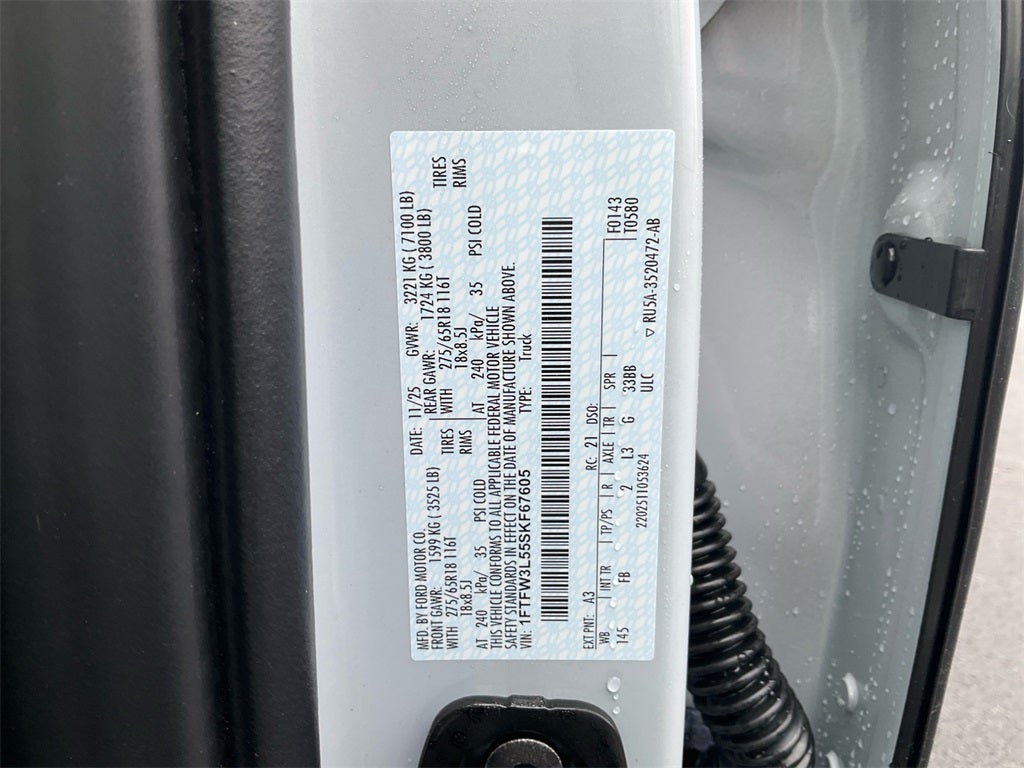 MFD. BY FORD MOTOR CO. DATE: 11/25 GVWR: 3221 KG ( 7100 LB)
FRONT GAWR: 1599 KG ( 3525 LB) REAR GAWR: 1724 KG ( 3800 LB)
WITH 275/65R18 116T TIRES WITH 275/65R18 116T TIRES
18x8.5J RIMS 18x8.5J RIMS
AT 240 kPa/ 35 PSI COLD AT 240 kPa/ 35 PSI COLD
THIS VEHICLE CONFORMS TO ALL APPLICABLE FEDERAL MOTOR VEHICLE
SAFETY STANDARDS IN EFFECT ON THE DATE OF MANUFACTURE SHOWN ABOVE.
VIN: 1FTFW3L55SKF67605 TYPE: Truck
EXT PNT: A3 RC: 21 DSO: F0143
WB INT TR TP/PS R AXLE TR SPR T0580
145 FB 2 L3 G 33BB
2202511053624 ULC ▽ RU5A-3520472-AB